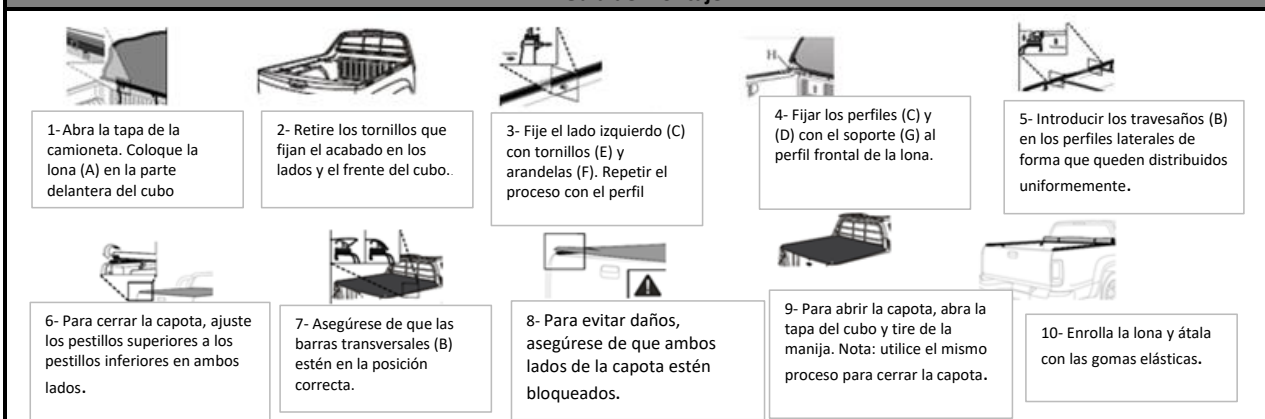 1- Abra la tapa de la
camioneta. Coloque la
lona (A) en la parte
delantera del cubo
2- Retire los tornillos que
fijan el acabado en los
lados y el frente del cubo..
3- Fije el lado izquierdo (C)
con tornillos (E) y
arandelas (F). Repetir el
proceso con el perfil
H
D
I
4- Fijar los perfiles (C) y
(D) con el soporte (G) al
perfil frontal de la lona.
5- Introducir los travesaños (B)
en los perfiles laterales de
forma que queden distribuidos
uniformemente.
6- Para cerrar la capota, ajuste
los pestillos superiores a los
pestillos inferiores en ambos
lados.
7- Asegúrese de que las
barras transversales (B)
estén en la posición
correcta.
8- Para evitar daños,
asegúrese de que ambos
lados de la capota estén
bloqueados.
9- Para abrir la capota, abra la
tapa del cubo y tire de la
manija. Nota: utilice el mismo
proceso para cerrar la capota.
10- Enrolla la lona y átala
con las gomas elásticas.